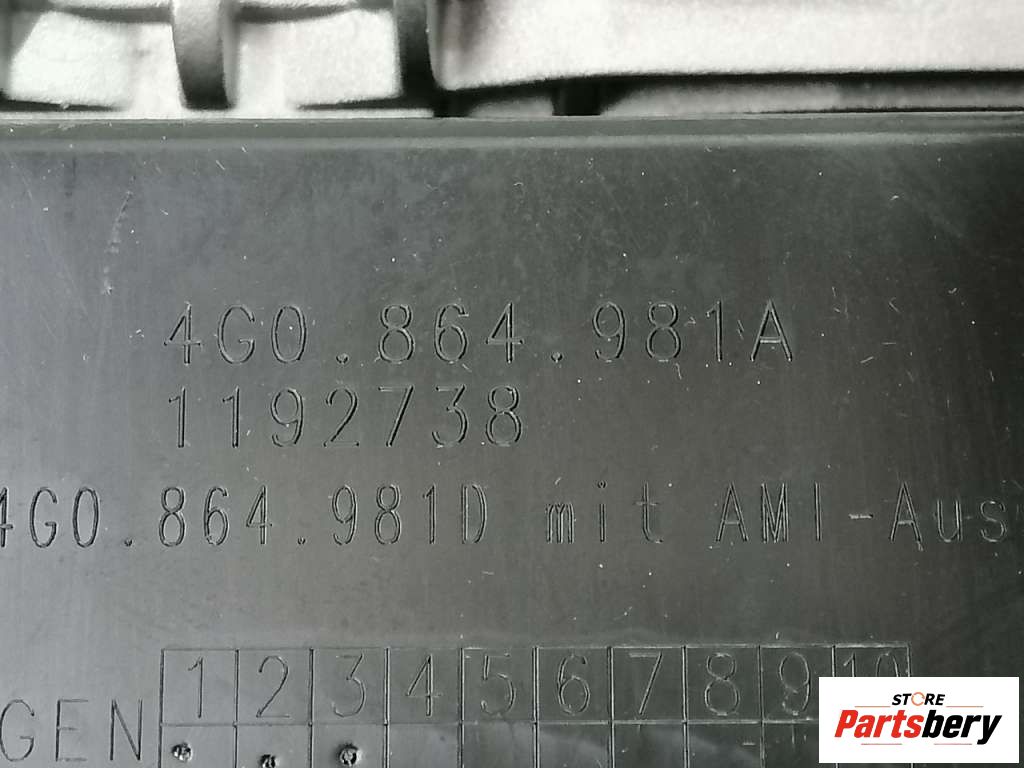 4G0.864.981A
1192738
4G0.864.981D mit AMI-Aus
1 2 3 4 5 6 7 8 9 10
GEN
STORE
Partsbery